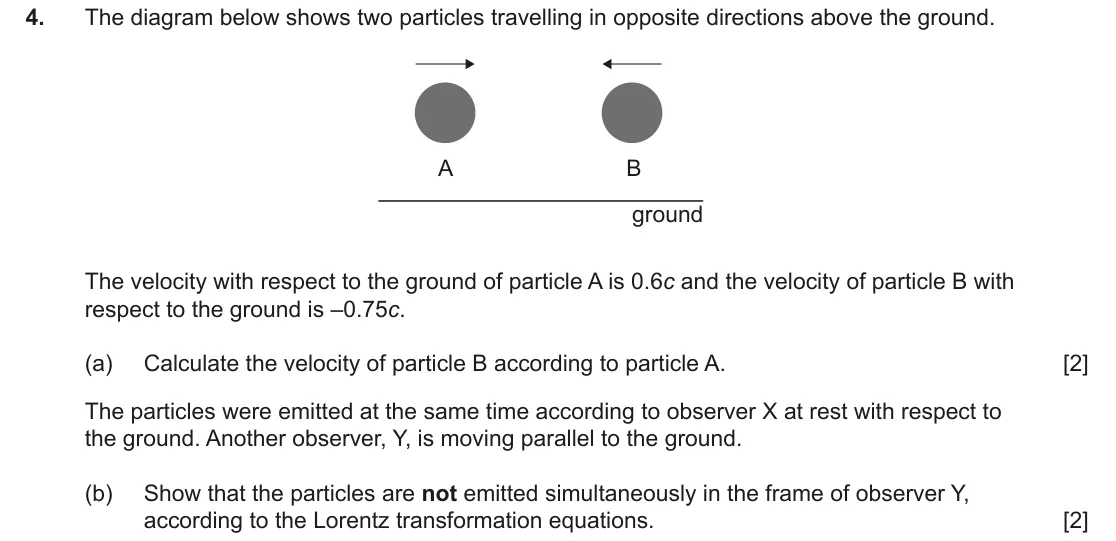 4. The diagram below shows two particles travelling in opposite directions above the ground.
A
B
ground
The velocity with respect to the ground of particle A is 0.6c and the velocity of particle B with
respect to the ground is –0.75c.
(a) Calculate the velocity of particle B according to particle A. [2]
The particles were emitted at the same time according to observer X at rest with respect to
the ground. Another observer, Y, is moving parallel to the ground.
(b) Show that the particles are not emitted simultaneously in the frame of observer Y,
according to the Lorentz transformation equations. [2]